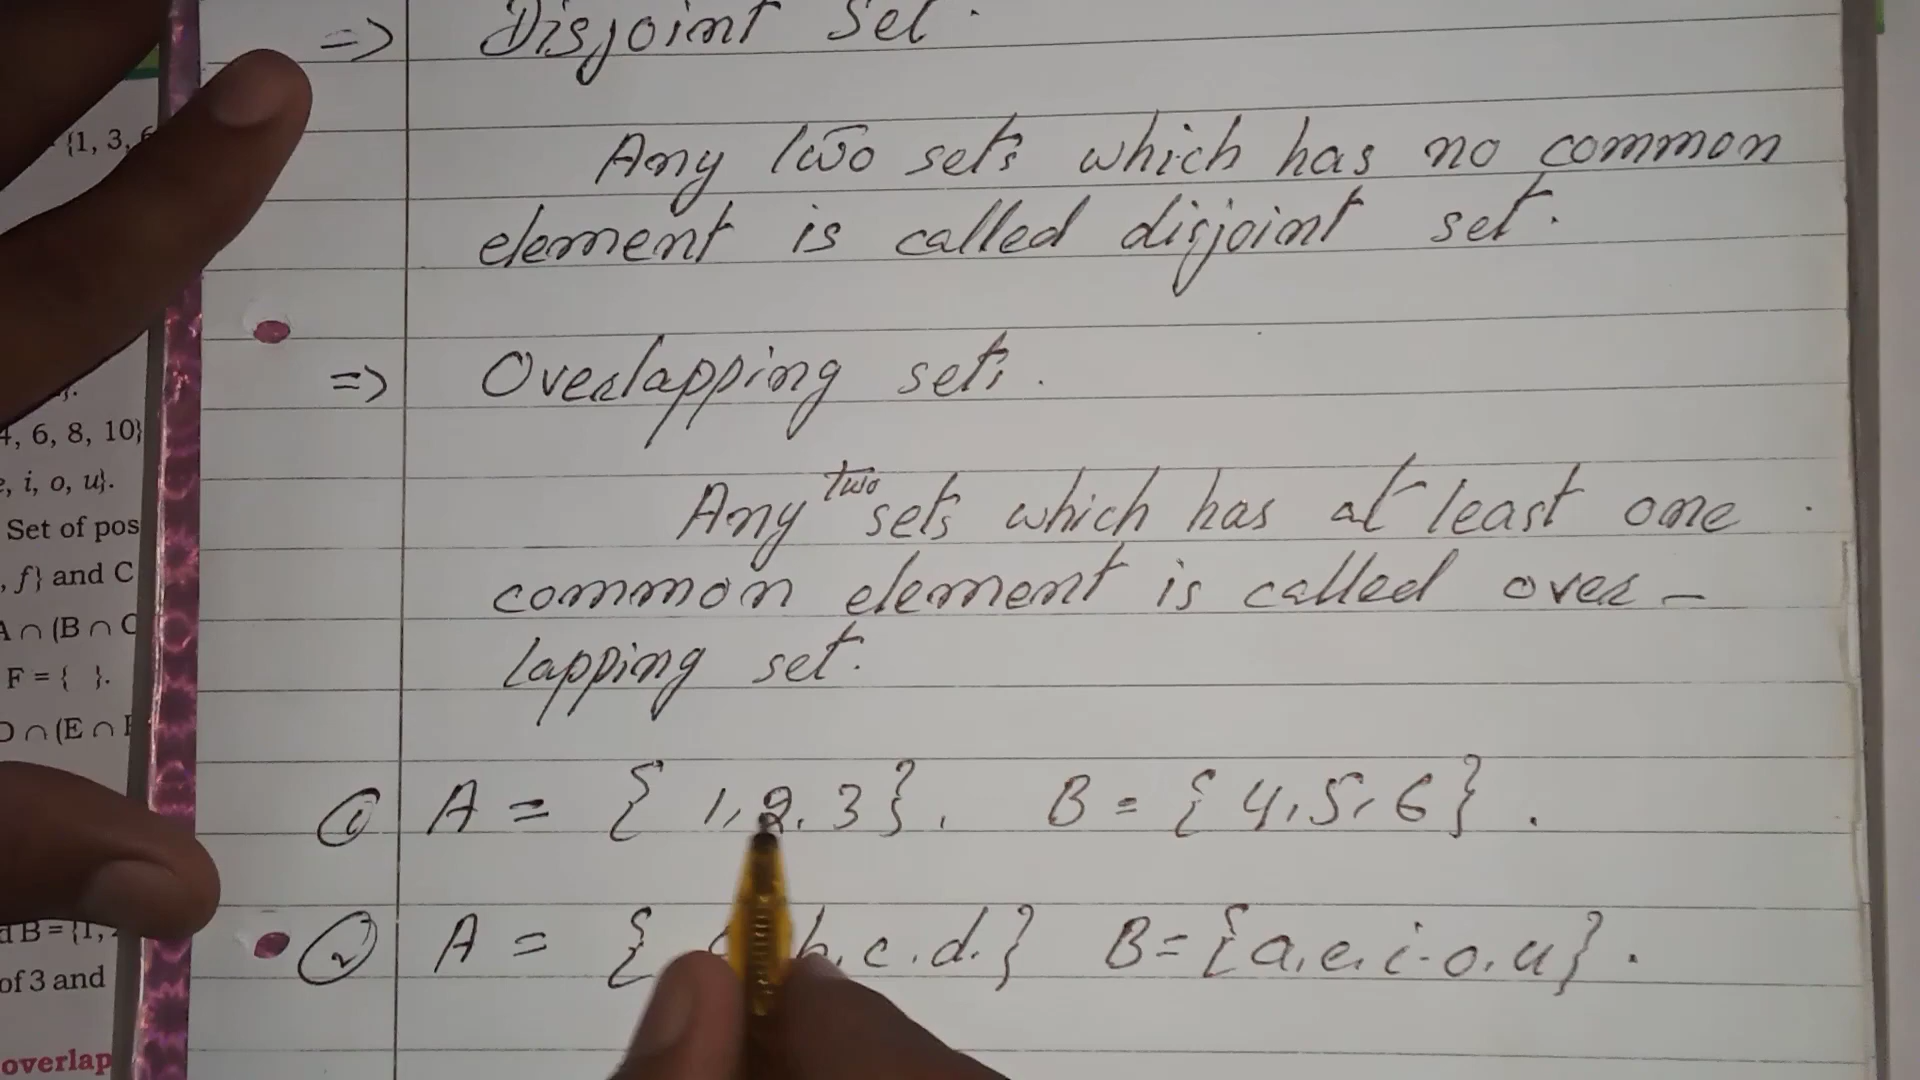 => Disjoint Set.
Any two sets which has no common
element is called disjoint set.
=> Overlapping sets.
Any two sets which has at least one
common element is called over-
lapping set.
① A = { 1, 2, 3}. B = {4, 5, 6}.
② A = { b, c, d.} B = {a, e, i, o, u}.
{1, 3,
4, 6, 8, 10}
, i, o, u}.
Set of pos
, f} and C
A ∩ (B ∩ C
F = { }.
D ∩ (E ∩ F
d B = {1,
of 3 and
overlap